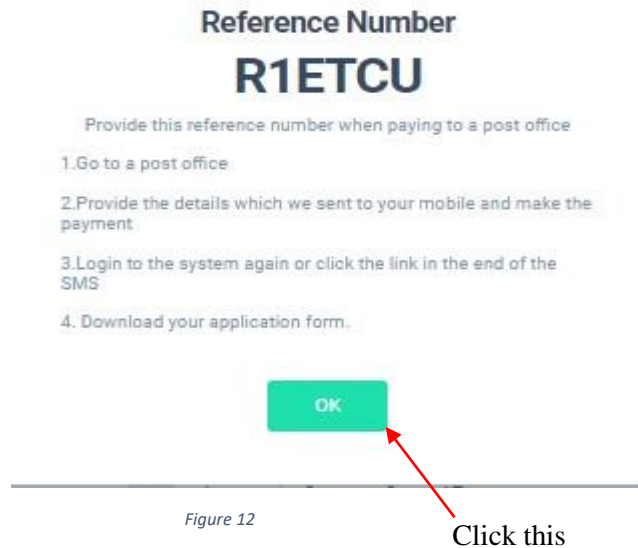 Reference Number
R1ETCU
Provide this reference number when paying to a post office
1.Go to a post office
2.Provide the details which we sent to your mobile and make the
payment
3.Login to the system again or click the link in the end of the
SMS
4. Download your application form.
OK
Figure 12
Click this